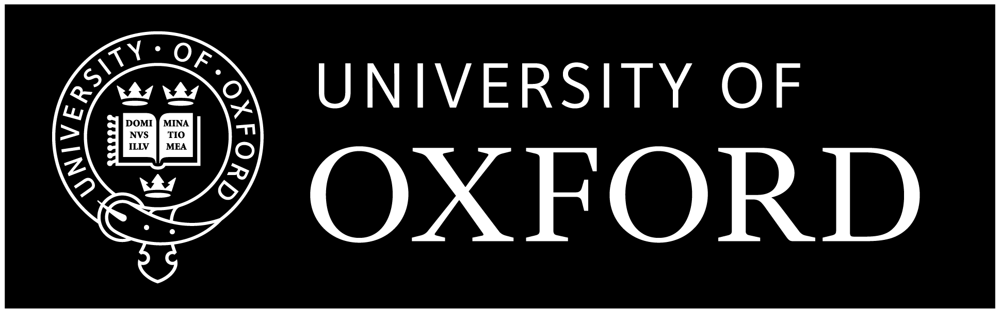 UNIVERSITY · OF · OXFORD
DOMI
NVS
ILLV
MINA
TIO
MEA
UNIVERSITY OF
OXFORD